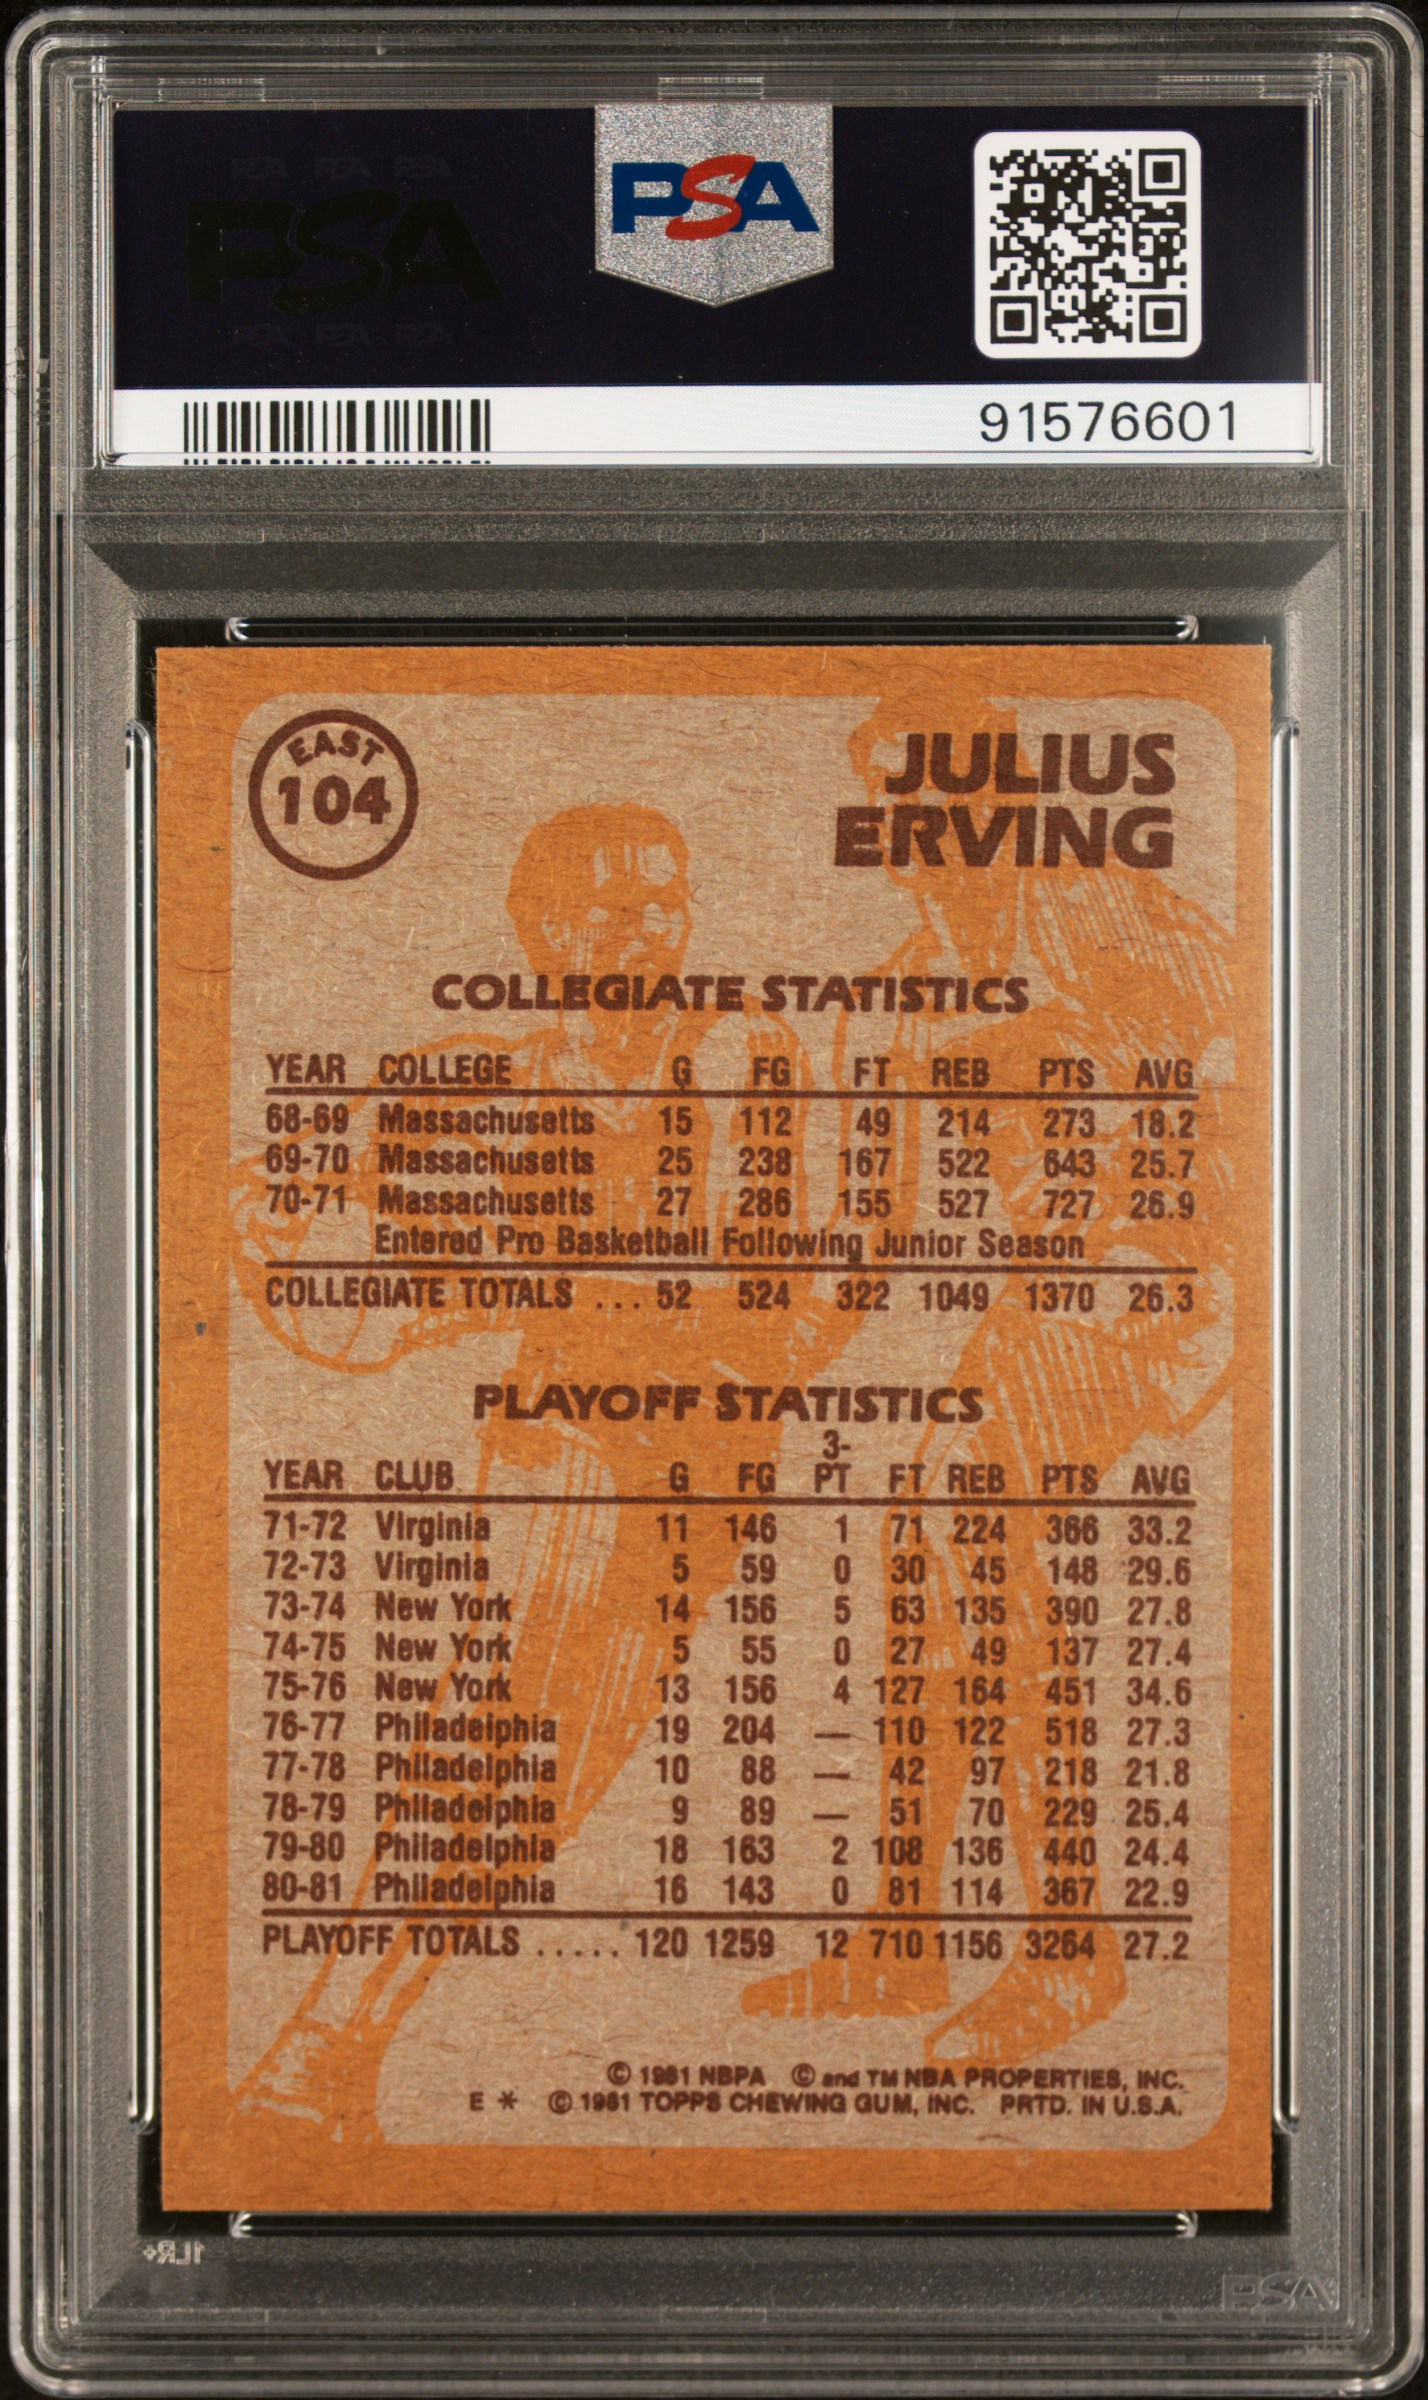 PSA PSA PSA
PSA
PSA PSA PSA
PSA
91576601
EAST
104
JULIUS
ERVING
COLLEGIATE STATISTICS
YEAR COLLEGE G FG FT REB PTS AVG
68-69 Massachusetts 15 112 49 214 273 18.2
69-70 Massachusetts 25 238 167 522 643 25.7
70-71 Massachusetts 27 286 155 527 727 26.9
Entered Pro Basketball Following Junior Season
COLLEGIATE TOTALS ... 52 524 322 1049 1370 26.3
PLAYOFF STATISTICS
3-
YEAR CLUB G FG PT FT REB PTS AVG
71-72 Virginia 11 146 1 71 224 366 33.2
72-73 Virginia 5 59 0 30 45 148 29.6
73-74 New York 14 156 5 63 135 390 27.8
74-75 New York 5 55 0 27 49 137 27.4
75-76 New York 13 156 4 127 164 451 34.6
76-77 Philadelphia 19 204 — 110 122 518 27.3
77-78 Philadelphia 10 88 — 42 97 218 21.8
78-79 Philadelphia 9 89 — 51 70 229 25.4
79-80 Philadelphia 18 163 2 108 136 440 24.4
80-81 Philadelphia 16 143 0 81 114 367 22.9
PLAYOFF TOTALS ..... 120 1259 12 710 1156 3264 27.2
© 1981 NBPA © and TM NBA PROPERTIES, INC.
E * © 1981 TOPPS CHEWING GUM, INC. PRTD. IN U.S.A.
1LR+
PSA